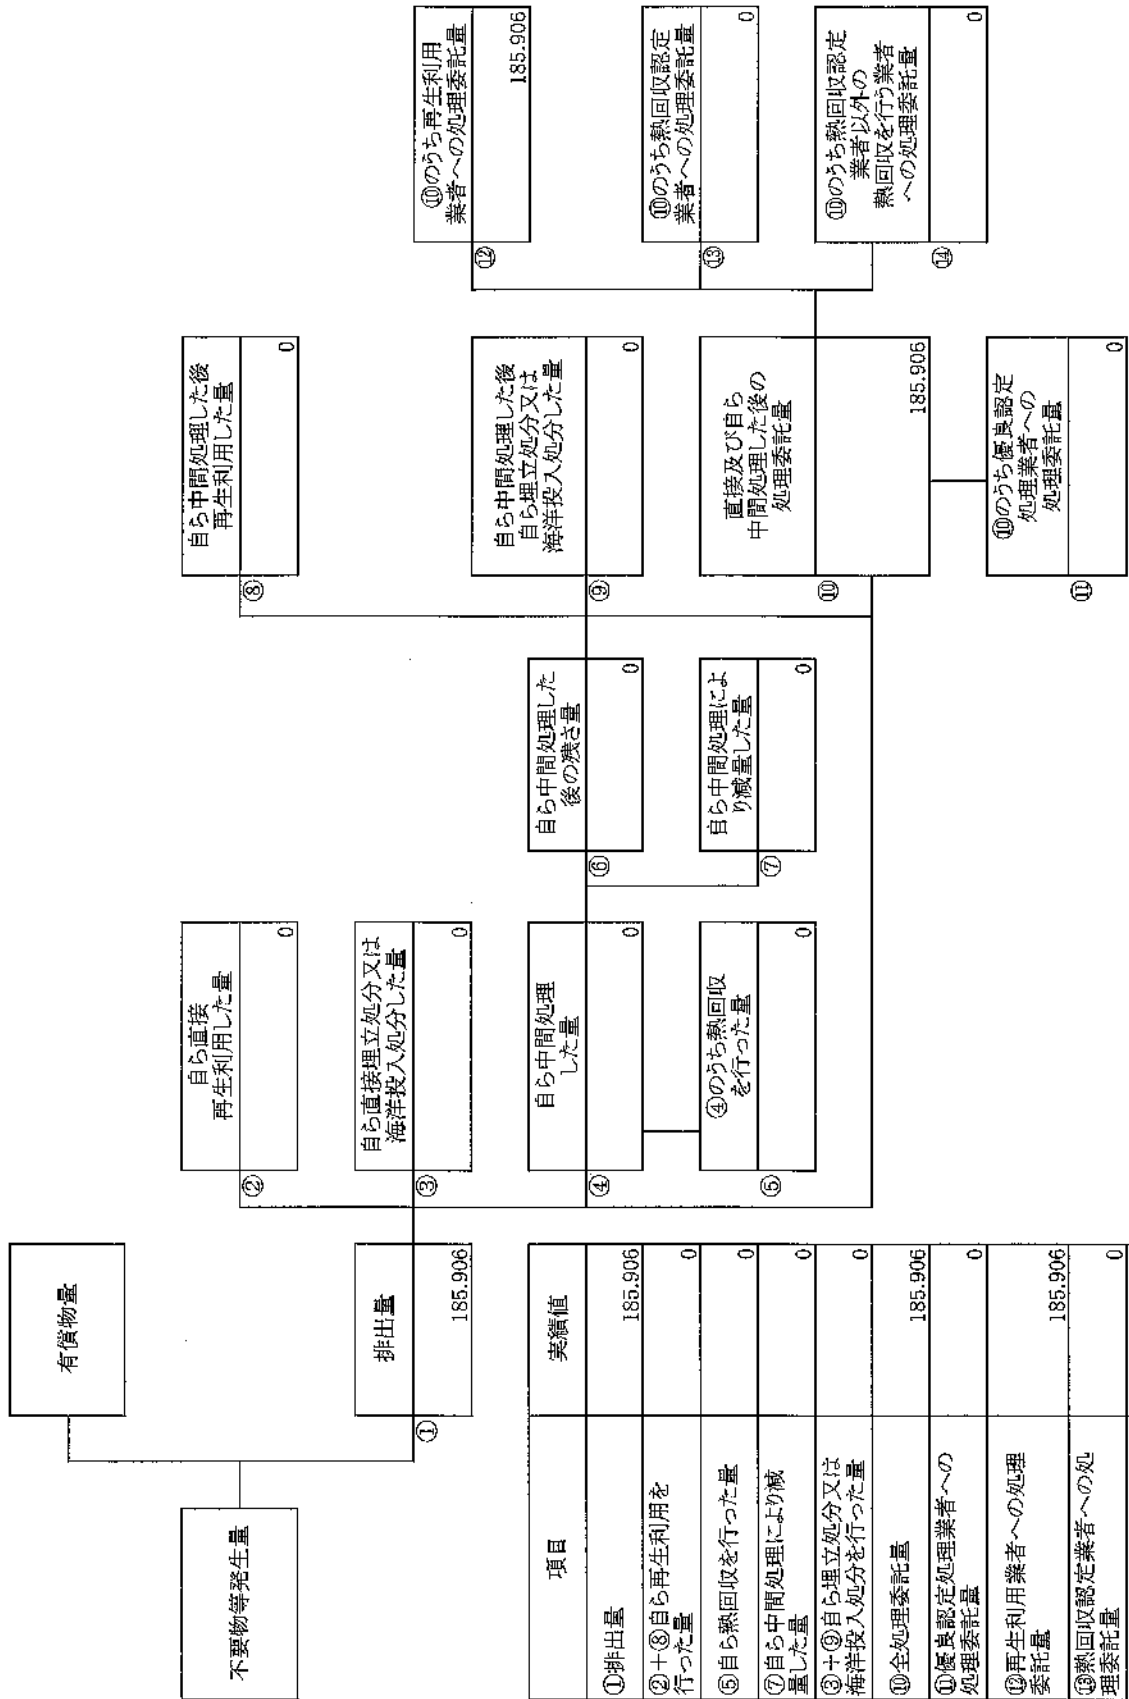 有償物量
不要物等発生量
①
排出量
185.906
②
自ら直接
再生利用した量
0
③
自ら直接埋立処分又は
海洋投入処分した量
0
④
自ら中間処理
した量
0
⑤
④のうち熱回収
を行った量
0
⑥
自ら中間処理した
後の残さ量
0
⑦
自ら中間処理によ
り減量した量
0
⑧
自ら中間処理した後
再生利用した量
0
⑨
自ら中間処理した後
自ら埋立処分又は
海洋投入処分した量
0
⑩
直接及び自ら
中間処理した後の
処理委託量
185.906
⑪
⑩のうち優良認定
処理業者への
処理委託量
0
⑫
⑩のうち再生利用
業者への処理委託量
185.906
⑬
⑩のうち熱回収認定
業者への処理委託量
0
⑭
⑩のうち熱回収認定
業者以外の
熱回収を行う業者
への処理委託量
0
項目 実績値
①排出量 185.906
②+⑧自ら再生利用を
行った量 0
⑤自ら熱回収を行った量 0
⑦自ら中間処理により減
量した量 0
③+⑨自ら埋立処分又は
海洋投入処分を行った量 0
⑩全処理委託量 185.906
⑪優良認定処理業者への
処理委託量 0
⑫再生利用業者への処理
委託量 185.906
⑬熱回収認定業者への処
理委託量 0